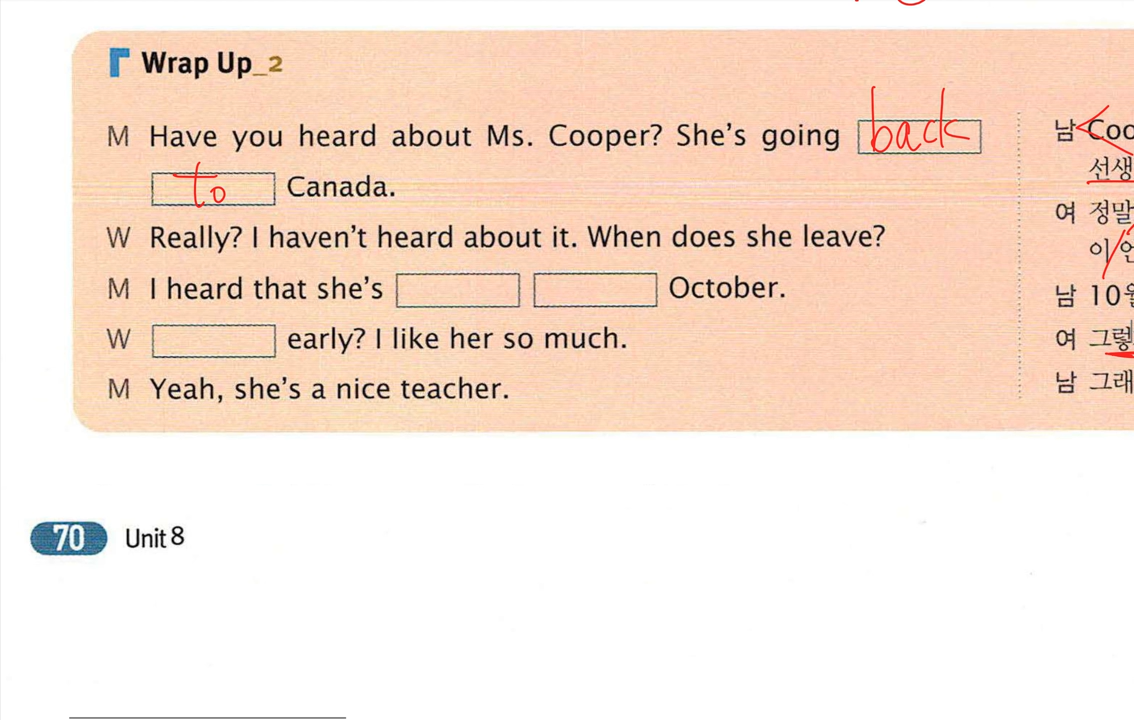 Wrap Up_2
M Have you heard about Ms. Cooper? She's going back
to Canada.
W Really? I haven't heard about it. When does she leave?
M I heard that she's October.
W early? I like her so much.
M Yeah, she's a nice teacher.
남 Coo
선생
여 정말
이
남 10월
여 그렇
남 그래
70 Unit 8